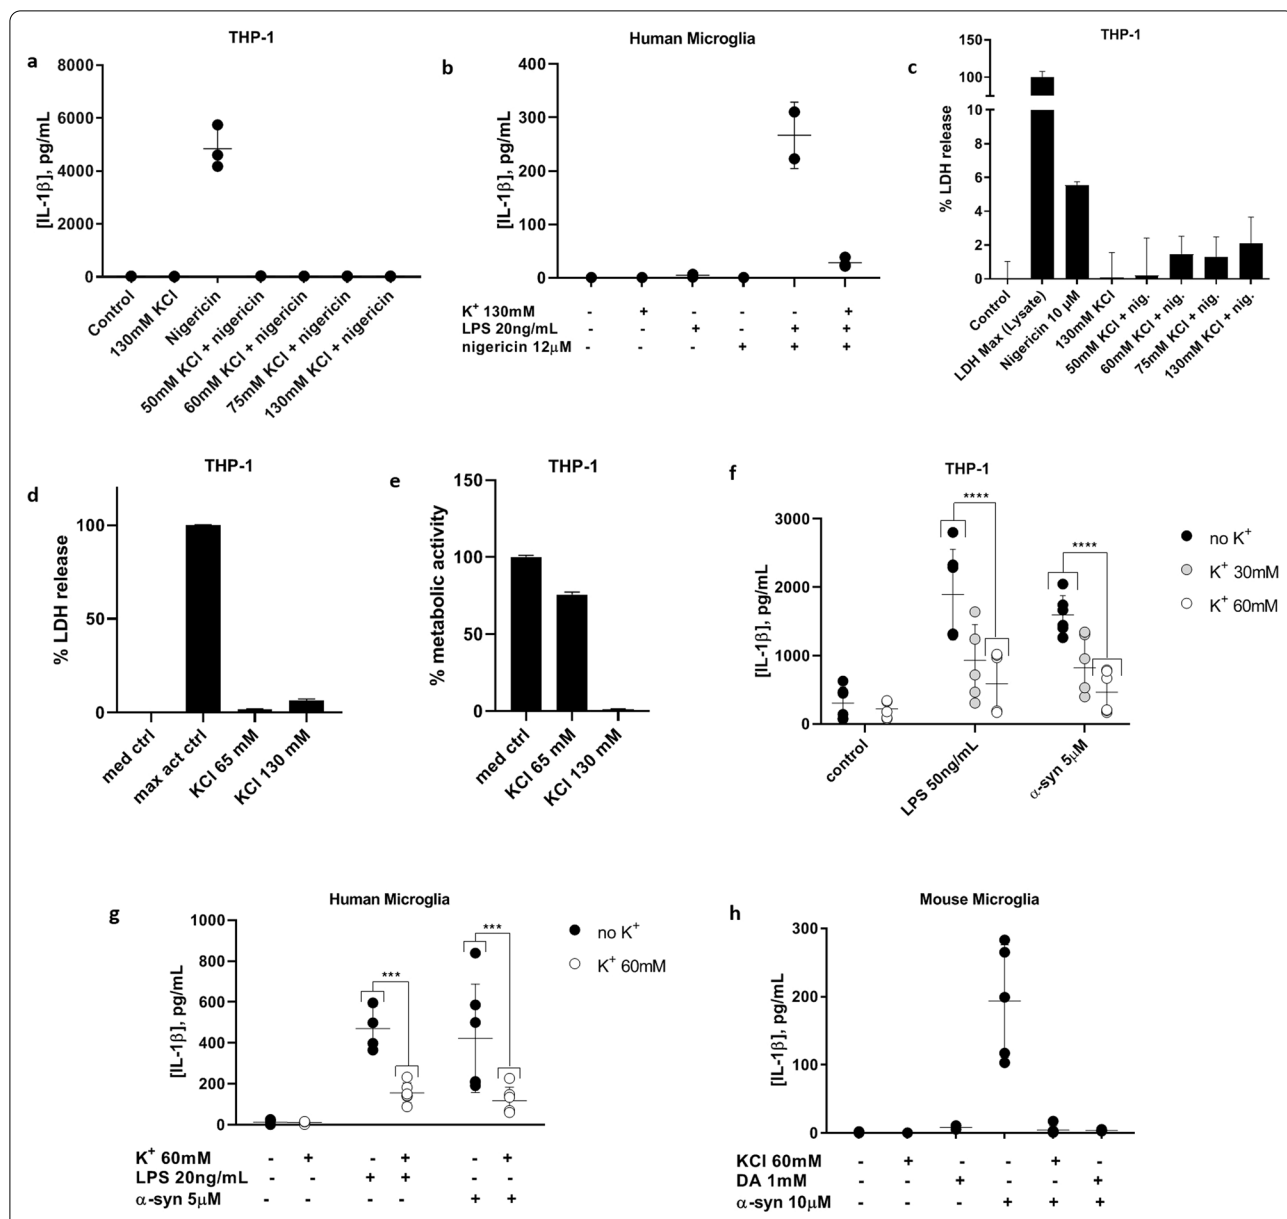 a
THP-1
[IL-1β], pg/mL
8000
6000
4000
2000
0
Control
130mM KCl
Nigericin
50mM KCl + nigericin
60mM KCl + nigericin
75mM KCl + nigericin
130mM KCl + nigericin
b
Human Microglia
[IL-1β], pg/mL
400
300
200
100
0
K⁺ 130mM - + - - - +
LPS 20ng/mL - - + - + +
nigericin 12μM - - - + + +
c
THP-1
% LDH release
150
100
10
8
6
4
2
0
Control
LDH Max (Lysate)
Nigericin 10 μM
130mM KCl
50mM KCl + nig.
60mM KCl + nig.
75mM KCl + nig.
130mM KCl + nig.
d
THP-1
% LDH release
100
50
0
med ctrl
max act ctrl
KCl 65 mM
KCl 130 mM
e
THP-1
% metabolic activity
150
100
50
0
med ctrl
KCl 65 mM
KCl 130 mM
f
THP-1
[IL-1β], pg/mL
3000
2000
1000
0
****
****
control
LPS 50ng/mL
α-syn 5μM
no K⁺
K⁺ 30mM
K⁺ 60mM
g
Human Microglia
[IL-1β], pg/mL
1000
800
600
400
200
0
***
***
no K⁺
K⁺ 60mM
K⁺ 60mM - + - + - +
LPS 20ng/mL - - + + - -
α-syn 5μM - - - - + +
h
Mouse Microglia
[IL-1β], pg/mL
300
200
100
0
KCl 60mM - + - - + -
DA 1mM - - + - - +
α-syn 10μM - - - + + +